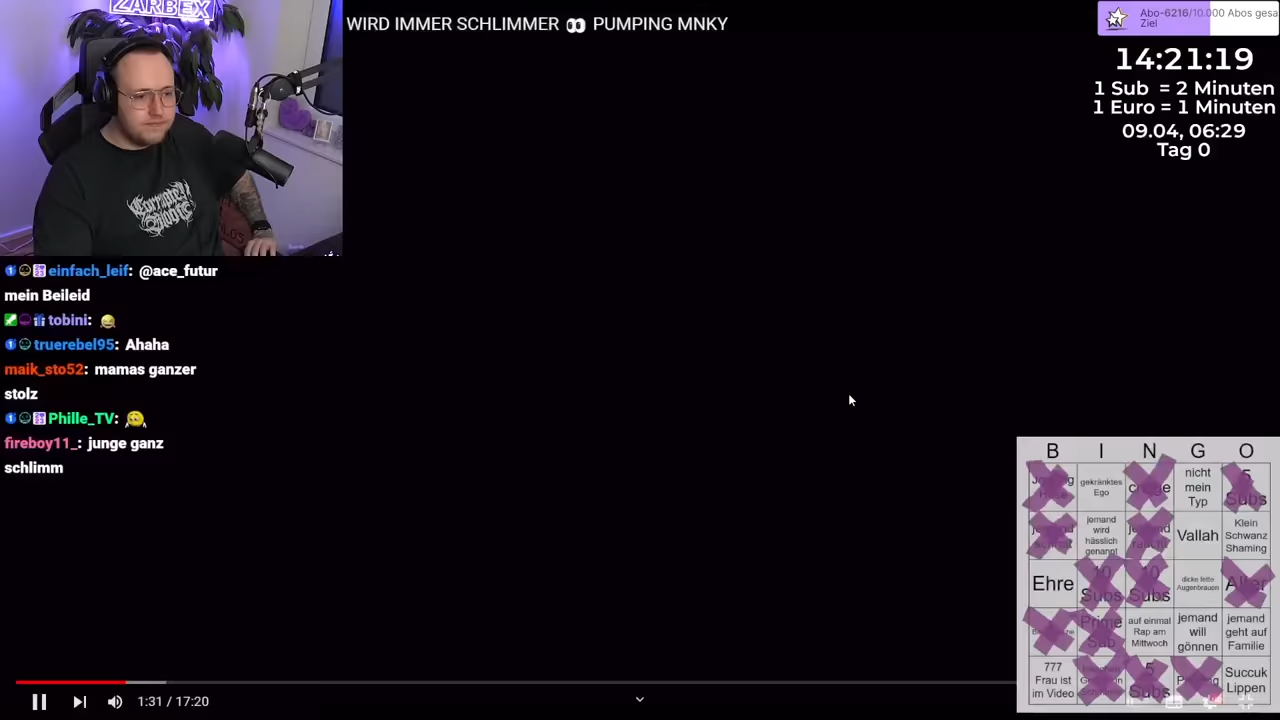 ZARBEX
WIRD IMMER SCHLIMMER 👀 PUMPING MNKY
Abo-6216/10.000 Abos gesa
Ziel
14:21:19
1 Sub = 2 Minuten
1 Euro = 1 Minuten
09.04, 06:29
Tag 0
einfach_leif: @ace_futur
mein Beileid
tobini: 😂
truerebel95: Ahaha
maik_sto52: mamas ganzer
stolz
Phille_TV:
fireboy11_: junge ganz
schlimm
B I N G O
gekränktes
Ego
nicht
mein
Typ
5
Subs
jemand
wird
hässlich
genannt
Vallah
Klein
Schwanz
Shaming
Ehre
10
Subs
10
Subs
dicke fette
Augenbrauen
Alter
Prime
Sub
auf einmal
Rap am
Mittwoch
jemand
will
gönnen
jemand
geht auf
Familie
777
Frau ist
im Video
5
Subs
Succuk
Lippen
1:31 / 17:20